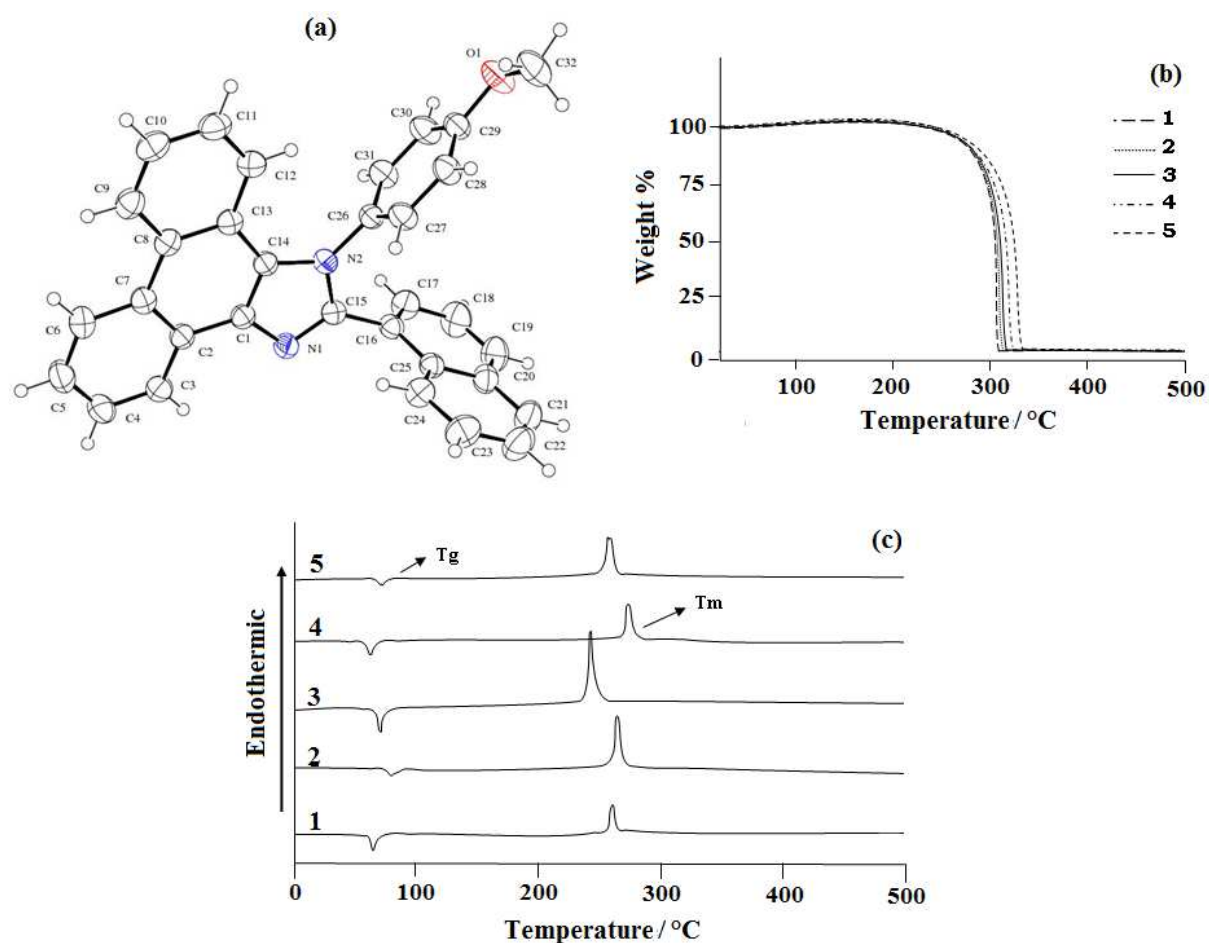 (a)
O1
C32
C11
C10
C30
C29
C12
C31
C28
C9
C13
C26
C27
C8
C14
N2
C7
C17
C18
C15
C6
C19
C1
C16
C2
N1
C25
C20
C3
C21
C5
C4
C24
C22
C23
(b)
1
2
3
4
5
100
75
50
25
0
Weight %
100 200 300 400 500
Temperature / °C
(c)
5
Tg
4
Tm
3
2
1
Endothermic
0 100 200 300 500
Temperature / °C